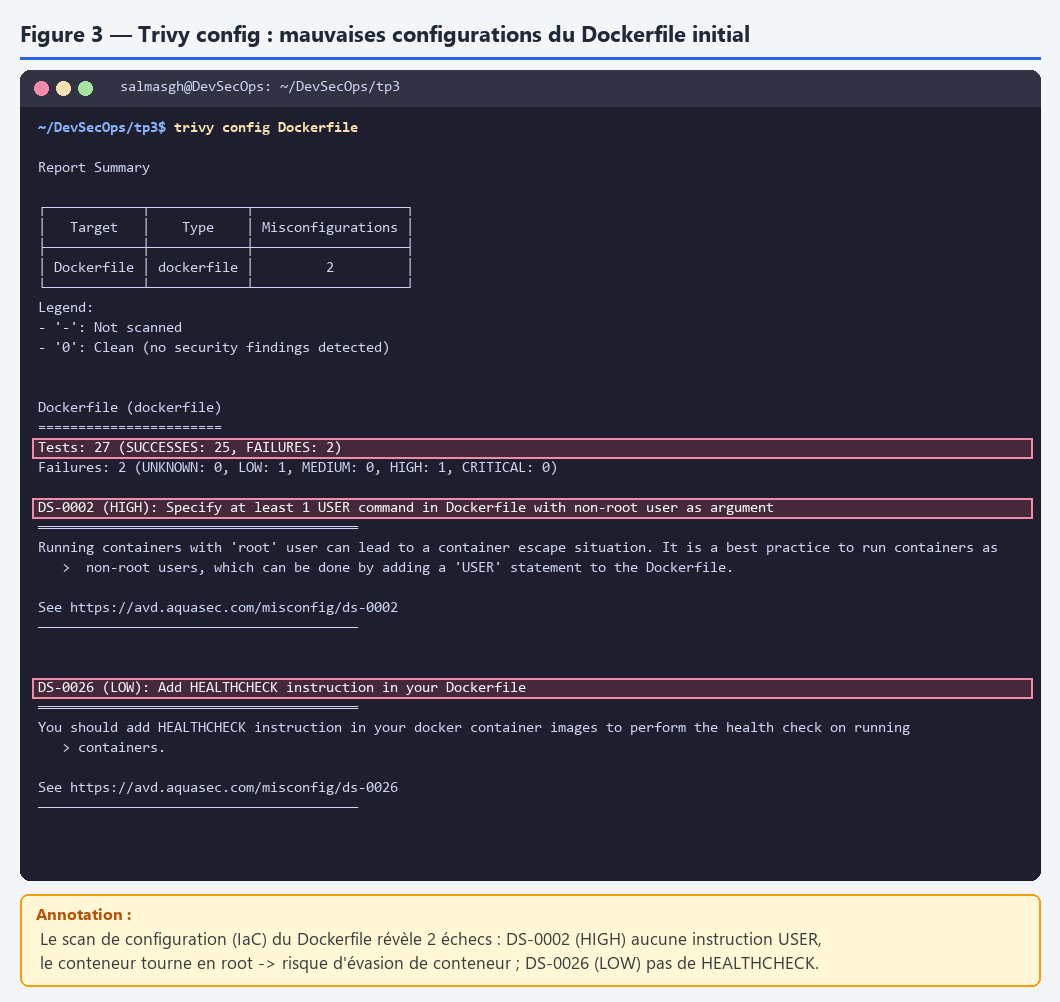 Figure 3 — Trivy config : mauvaises configurations du Dockerfile initial
salmasgh@DevSecOps: ~/DevSecOps/tp3
~/DevSecOps/tp3$ trivy config Dockerfile
Report Summary
│ Target │ Type │ Misconfigurations │
│ Dockerfile │ dockerfile │ 2 │
Legend:
- '-': Not scanned
- '0': Clean (no security findings detected)
Dockerfile (dockerfile)
=======================
Tests: 27 (SUCCESSES: 25, FAILURES: 2)
Failures: 2 (UNKNOWN: 0, LOW: 1, MEDIUM: 0, HIGH: 1, CRITICAL: 0)
DS-0002 (HIGH): Specify at least 1 USER command in Dockerfile with non-root user as argument
Running containers with 'root' user can lead to a container escape situation. It is a best practice to run containers as
> non-root users, which can be done by adding a 'USER' statement to the Dockerfile.
See https://avd.aquasec.com/misconfig/ds-0002
DS-0026 (LOW): Add HEALTHCHECK instruction in your Dockerfile
You should add HEALTHCHECK instruction in your docker container images to perform the health check on running
> containers.
See https://avd.aquasec.com/misconfig/ds-0026
Annotation :
Le scan de configuration (IaC) du Dockerfile révèle 2 échecs : DS-0002 (HIGH) aucune instruction USER,
le conteneur tourne en root -> risque d'évasion de conteneur ; DS-0026 (LOW) pas de HEALTHCHECK.